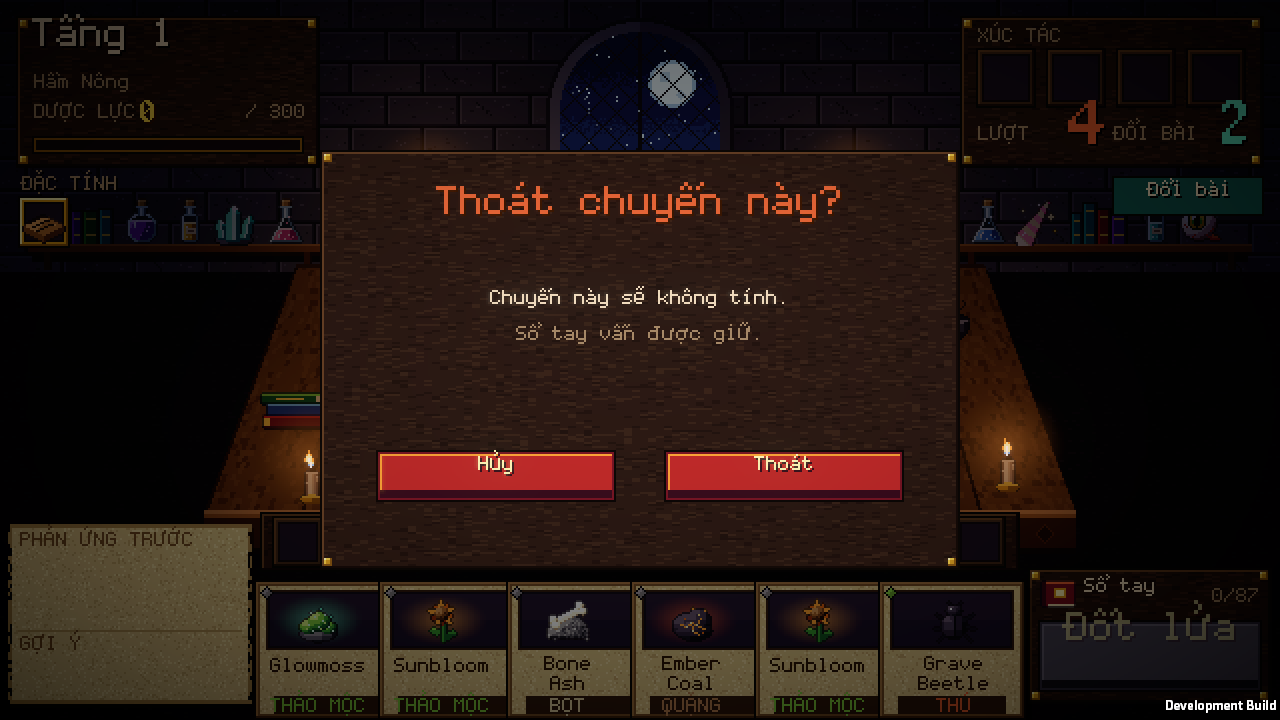 Tầng 1
Hầm Nông
DƯỢC LỰC 0 / 300
ĐẶC TÍNH
XÚC TÁC
LƯỢT 4 ĐỔI BÀI 2
Đổi bài
Thoát chuyến này?
Chuyến này sẽ không tính.
Sổ tay vẫn được giữ.
Hủy
Thoát
PHẢN ỨNG TRƯỚC
GỢI Ý
Glowmoss
THẢO MỘC
Sunbloom
THẢO MỘC
Bone
Ash
BỘT
Ember
Coal
QUẶNG
Sunbloom
THẢO MỘC
Grave
Beetle
THÚ
Sổ tay
0/87
Đốt lửa
Development Build